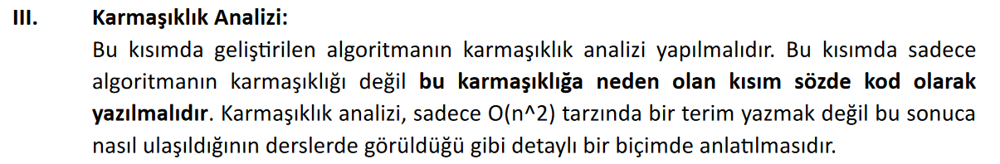 III. Karmaşıklık Analizi:
Bu kısımda geliştirilen algoritmanın karmaşıklık analizi yapılmalıdır. Bu kısımda sadece
algoritmanın karmaşıklığı değil bu karmaşıklığa neden olan kısım sözde kod olarak
yazılmalıdır. Karmaşıklık analizi, sadece O(n^2) tarzında bir terim yazmak değil bu sonuca
nasıl ulaşıldığının derslerde görüldüğü gibi detaylı bir biçimde anlatılmasıdır.